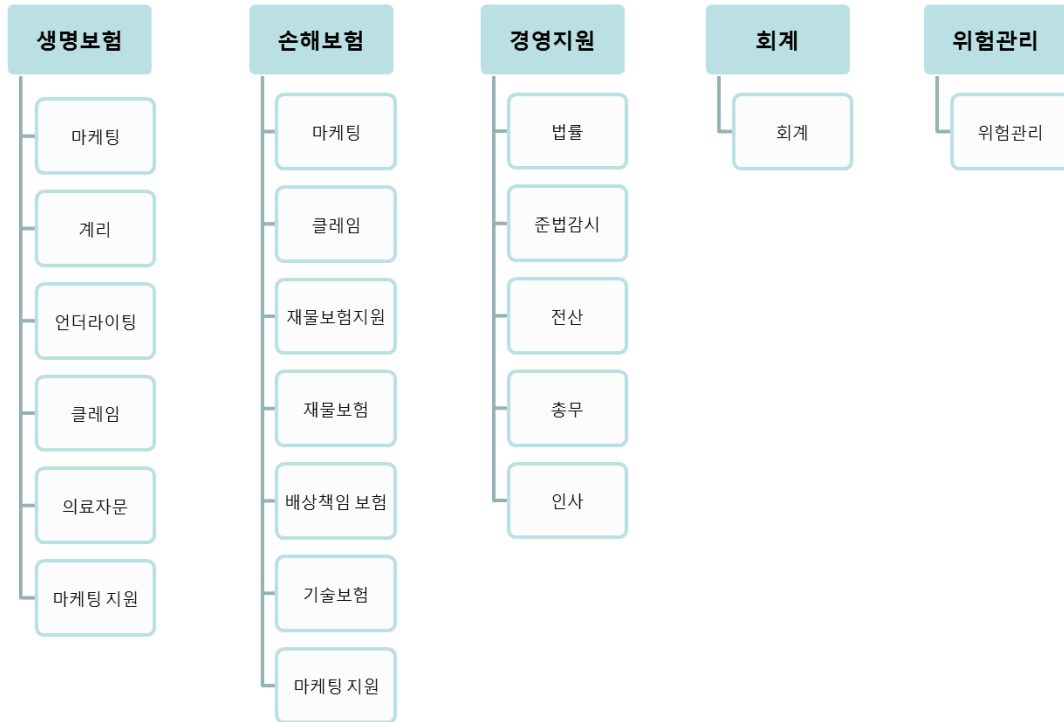 생명보험
마케팅
계리
언더라이팅
클레임
의료자문
마케팅 지원
손해보험
마케팅
클레임
재물보험지원
재물보험
배상책임 보험
기술보험
마케팅 지원
경영지원
법률
준법감시
전산
총무
인사
회계
회계
위험관리
위험관리